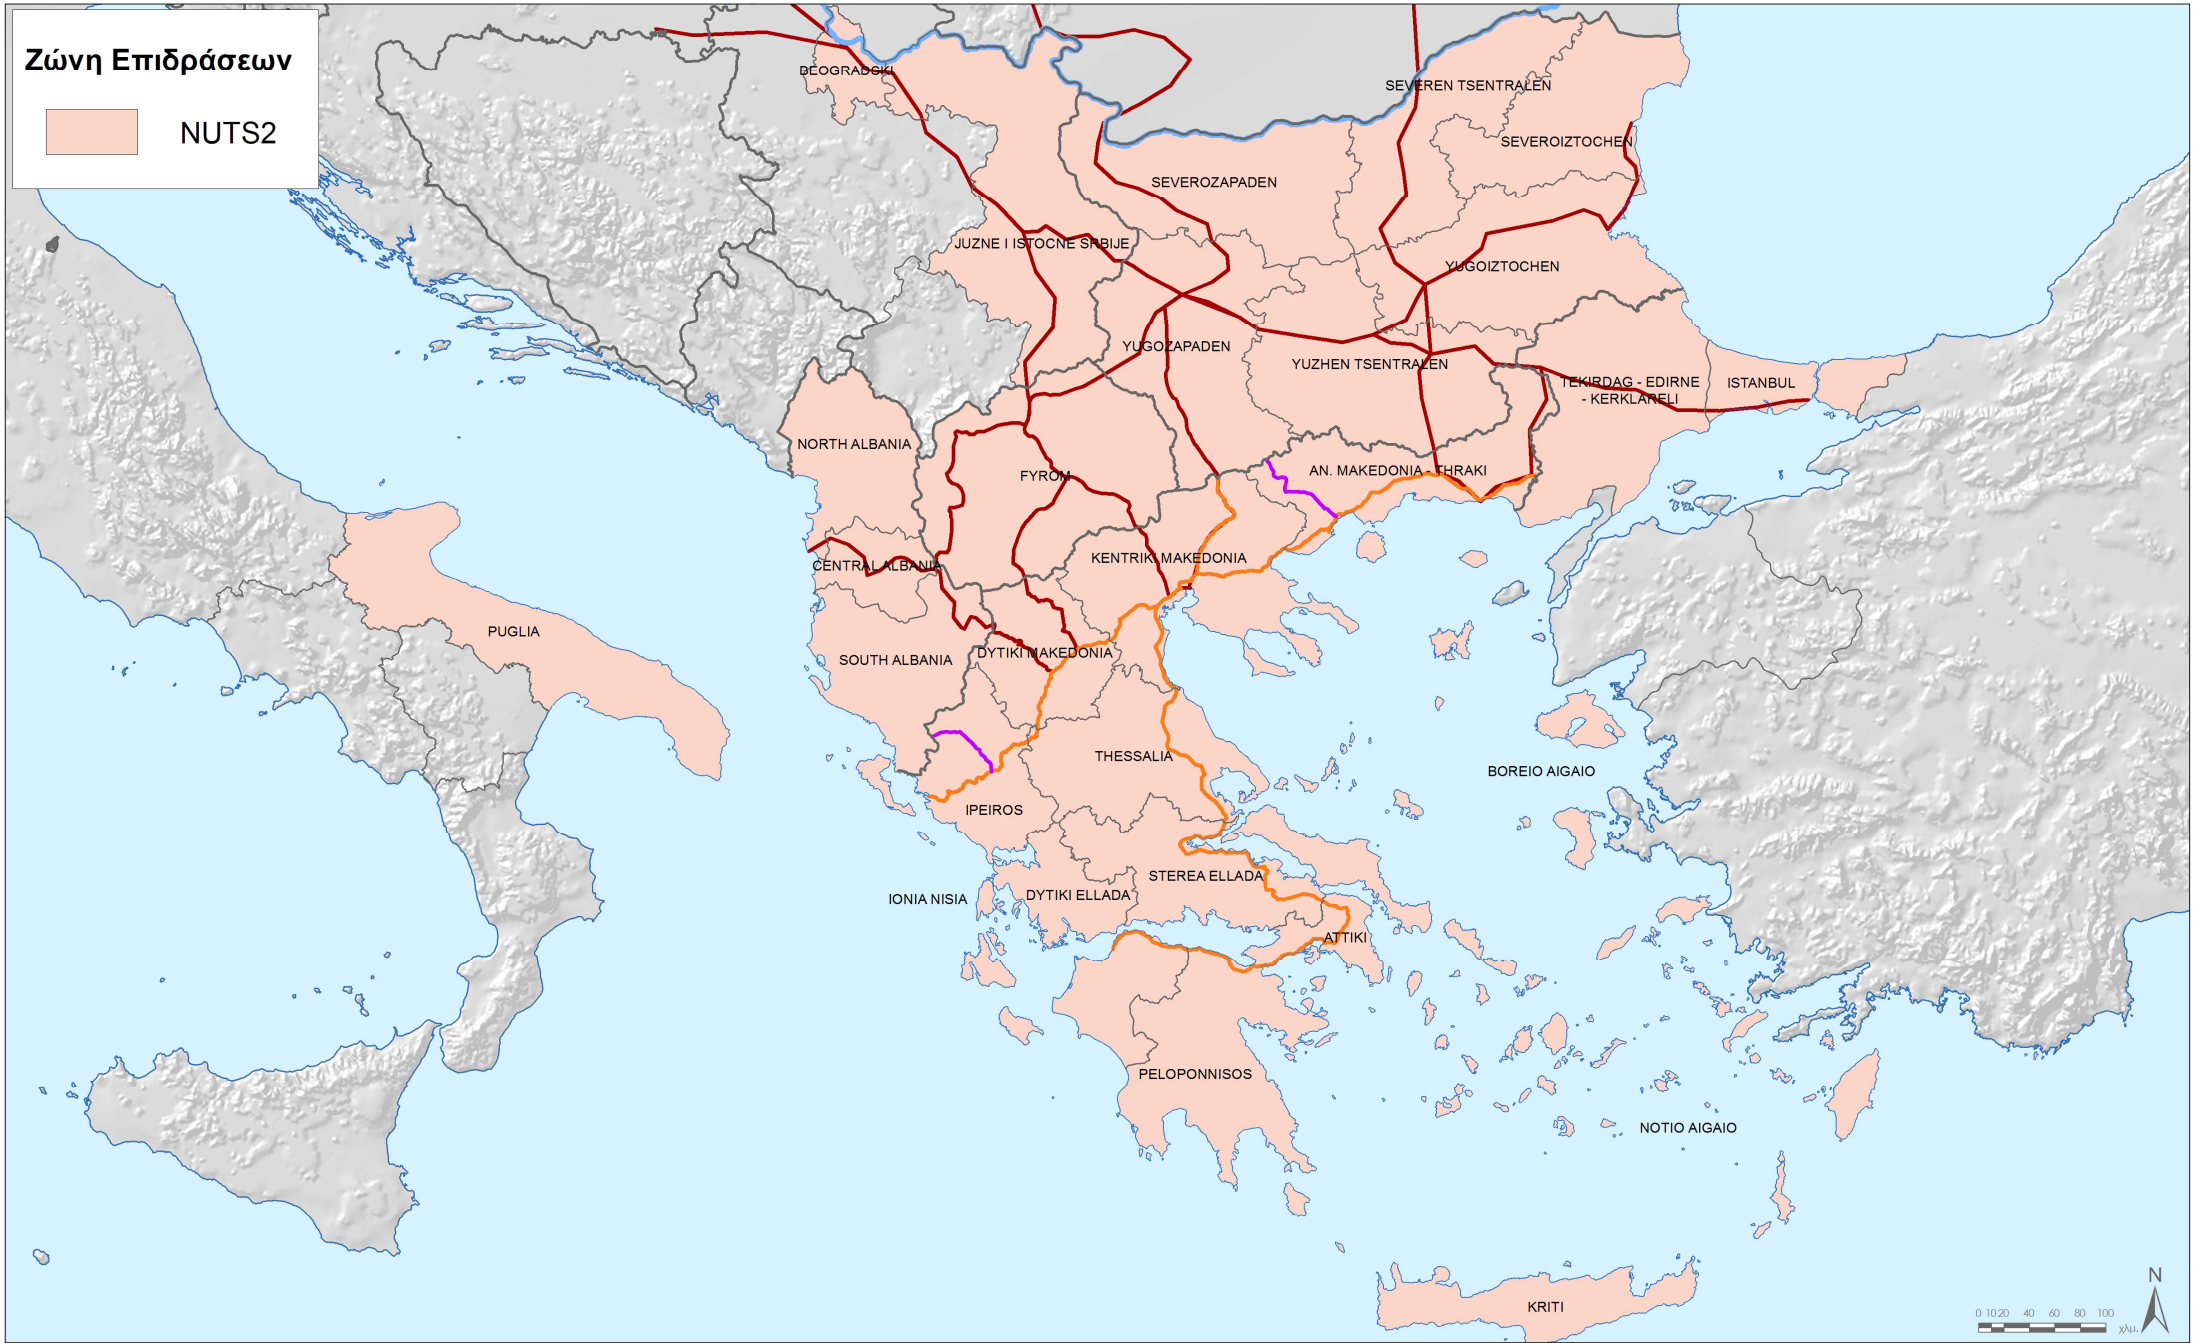 Ζώνη Επιδράσεων
NUTS2
BEOGRADSKI
SEVEREN TSENTRALEN
SEVEROIZTOCHEN
SEVEROZAPADEN
JUZNE I ISTOCNE SRBIJE
YUGOIZTOCHEN
YUGOZAPADEN
YUZHEN TSENTRALEN
TEKIRDAG - EDIRNE
- KERKLARELI
ISTANBUL
NORTH ALBANIA
FYROM
AN. MAKEDONIA - THRAKI
CENTRAL ALBANIA
KENTRIKI MAKEDONIA
PUGLIA
SOUTH ALBANIA
DYTIKI MAKEDONIA
THESSALIA
BOREIO AIGAIO
IPEIROS
STEREA ELLADA
IONIA NISIA
DYTIKI ELLADA
ATTIKI
PELOPONNISOS
NOTIO AIGAIO
KRITI
N
0 10 20 40 60 80 100
χλμ.